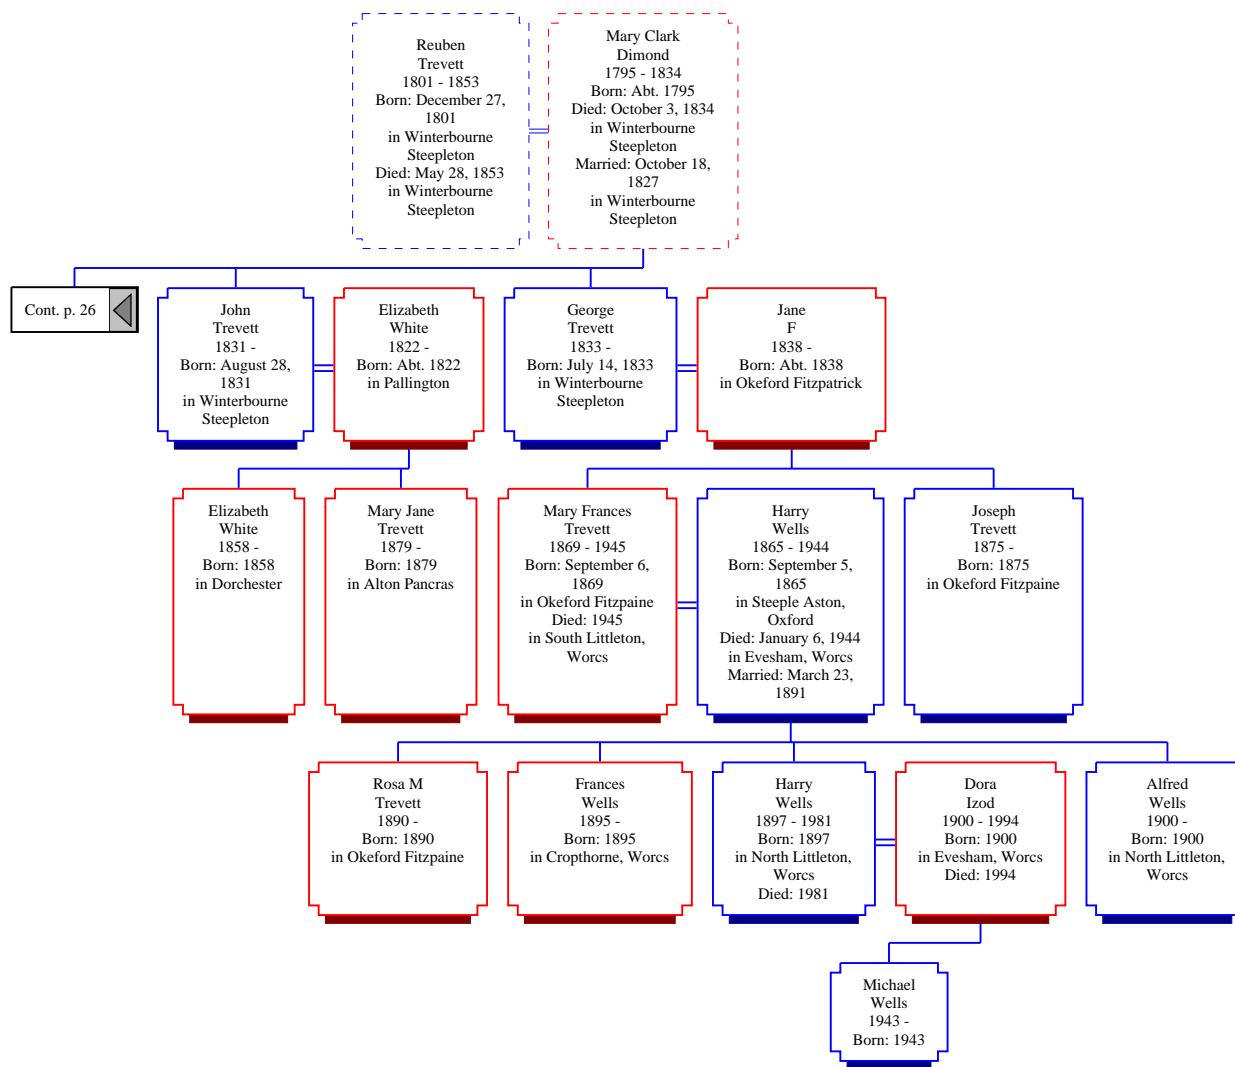 Reuben
Trevett
1801 - 1853
Born: December 27,
1801
in Winterbourne
Steepleton
Died: May 28, 1853
in Winterbourne
Steepleton
Mary Clark
Dimond
1795 - 1834
Born: Abt. 1795
Died: October 3, 1834
in Winterbourne
Steepleton
Married: October 18,
1827
in Winterbourne
Steepleton
Cont. p. 26
John
Trevett
1831 -
Born: August 28,
1831
in Winterbourne
Steepleton
Elizabeth
White
1822 -
Born: Abt. 1822
in Pallington
George
Trevett
1833 -
Born: July 14, 1833
in Winterbourne
Steepleton
Jane
F
1838 -
Born: Abt. 1838
in Okeford Fitzpatrick
Elizabeth
White
1858 -
Born: 1858
in Dorchester
Mary Jane
Trevett
1879 -
Born: 1879
in Alton Pancras
Mary Frances
Trevett
1869 - 1945
Born: September 6,
1869
in Okeford Fitzpaine
Died: 1945
in South Littleton,
Worcs
Harry
Wells
1865 - 1944
Born: September 5,
1865
in Steeple Aston,
Oxford
Died: January 6, 1944
in Evesham, Worcs
Married: March 23,
1891
Joseph
Trevett
1875 -
Born: 1875
in Okeford Fitzpaine
Rosa M
Trevett
1890 -
Born: 1890
in Okeford Fitzpaine
Frances
Wells
1895 -
Born: 1895
in Cropthorne, Worcs
Harry
Wells
1897 - 1981
Born: 1897
in North Littleton,
Worcs
Died: 1981
Dora
Izod
1900 - 1994
Born: 1900
in Evesham, Worcs
Died: 1994
Alfred
Wells
1900 -
Born: 1900
in North Littleton,
Worcs
Michael
Wells
1943 -
Born: 1943